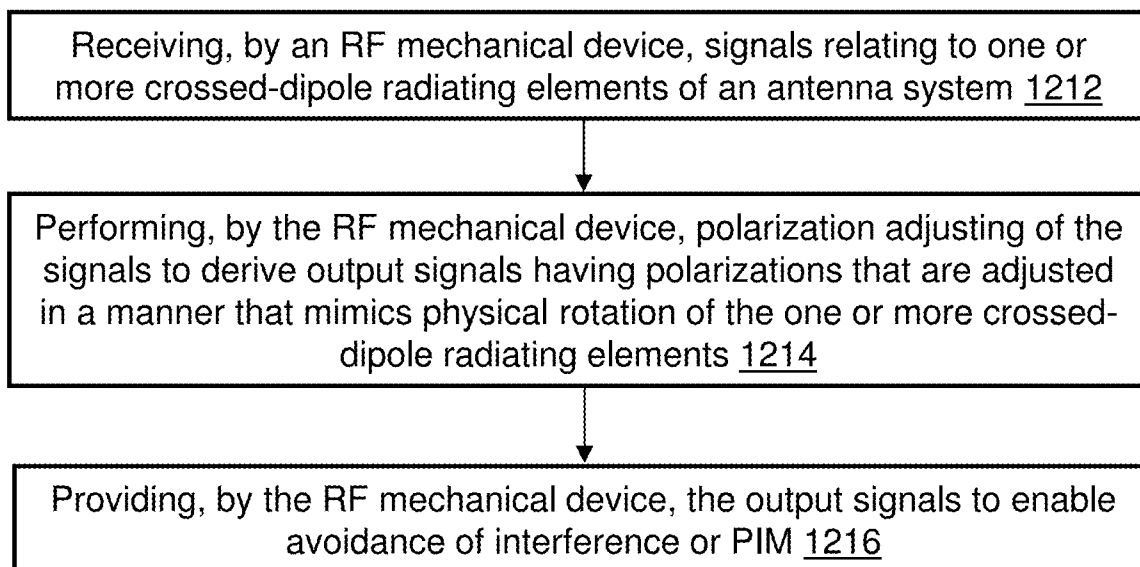 Receiving, by an RF mechanical device, signals relating to one or
more crossed-dipole radiating elements of an antenna system 1212
Performing, by the RF mechanical device, polarization adjusting of the
signals to derive output signals having polarizations that are adjusted
in a manner that mimics physical rotation of the one or more crossed-
dipole radiating elements 1214
Providing, by the RF mechanical device, the output signals to enable
avoidance of interference or PIM 1216